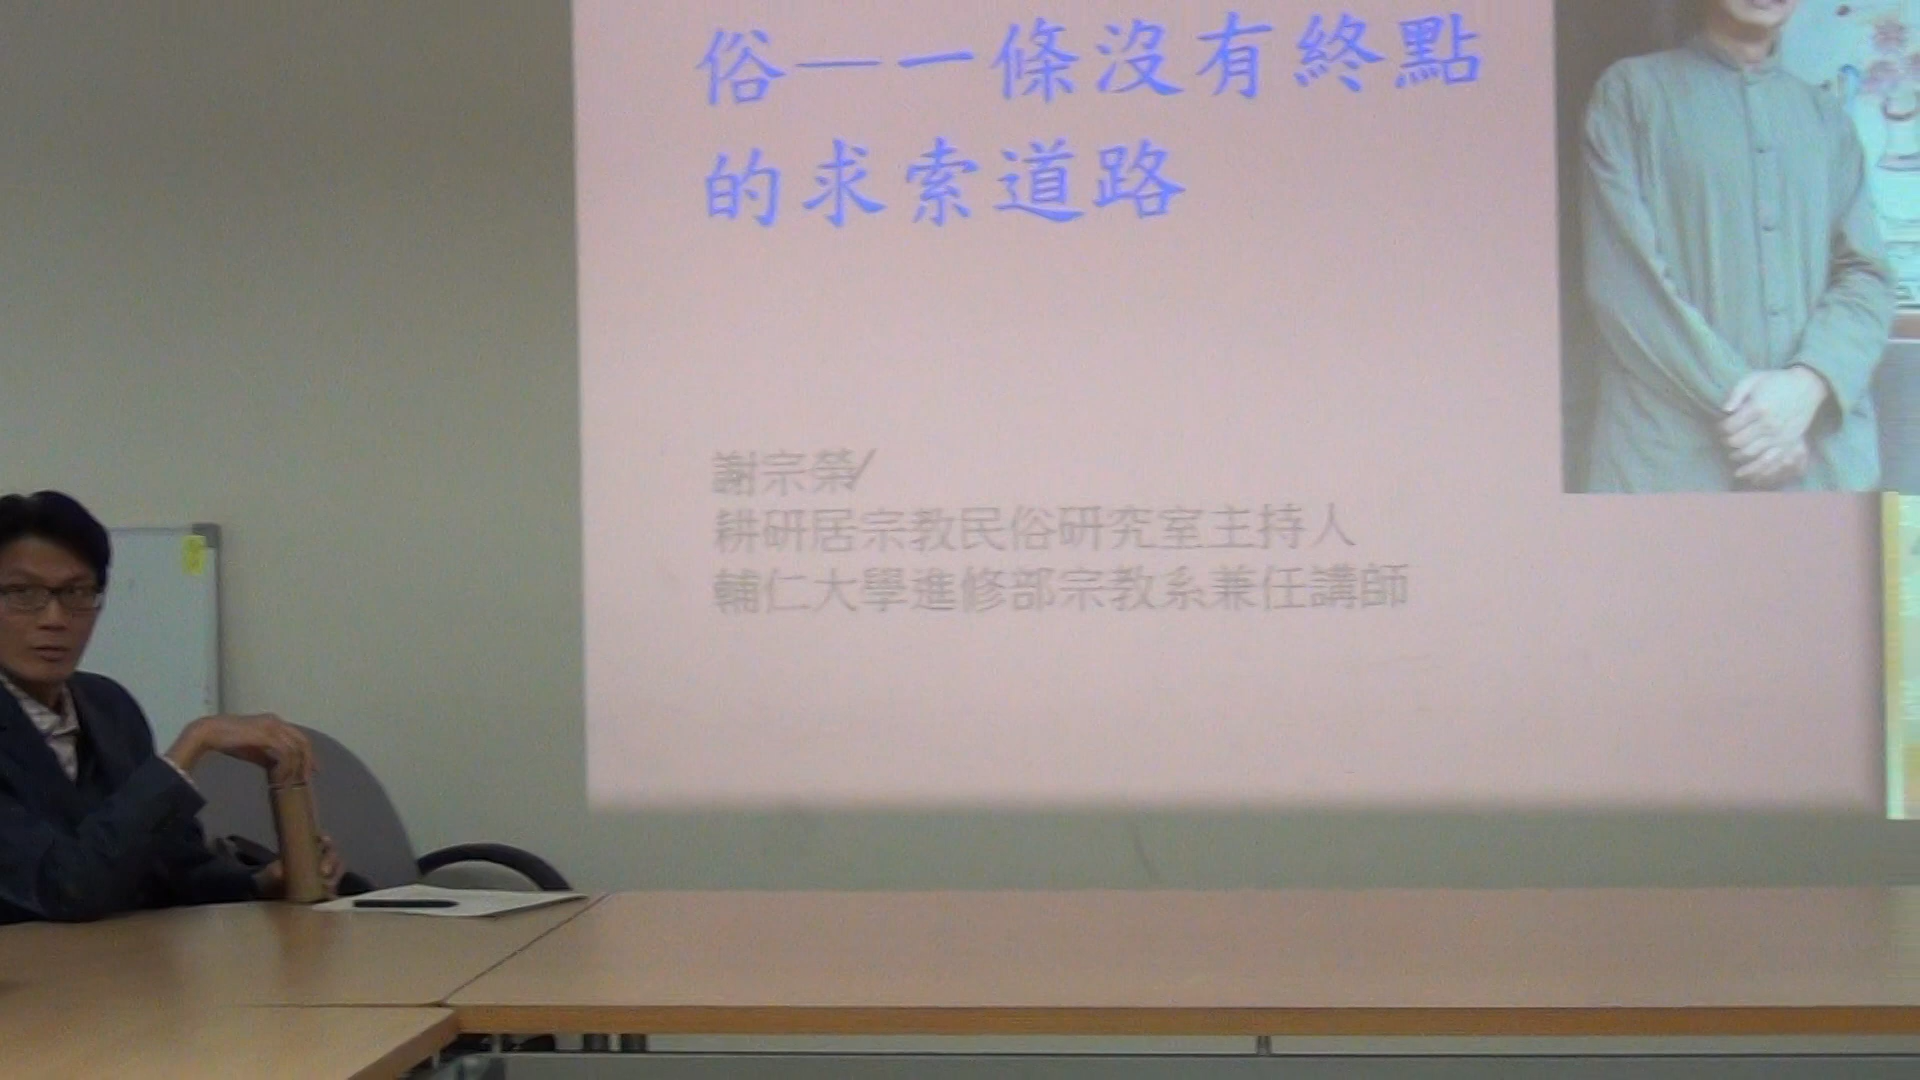 俗—一條沒有終點
的求索道路
謝宗榮/
耕研居宗教民俗研究室主持人
輔仁大學進修部宗教系兼任講師